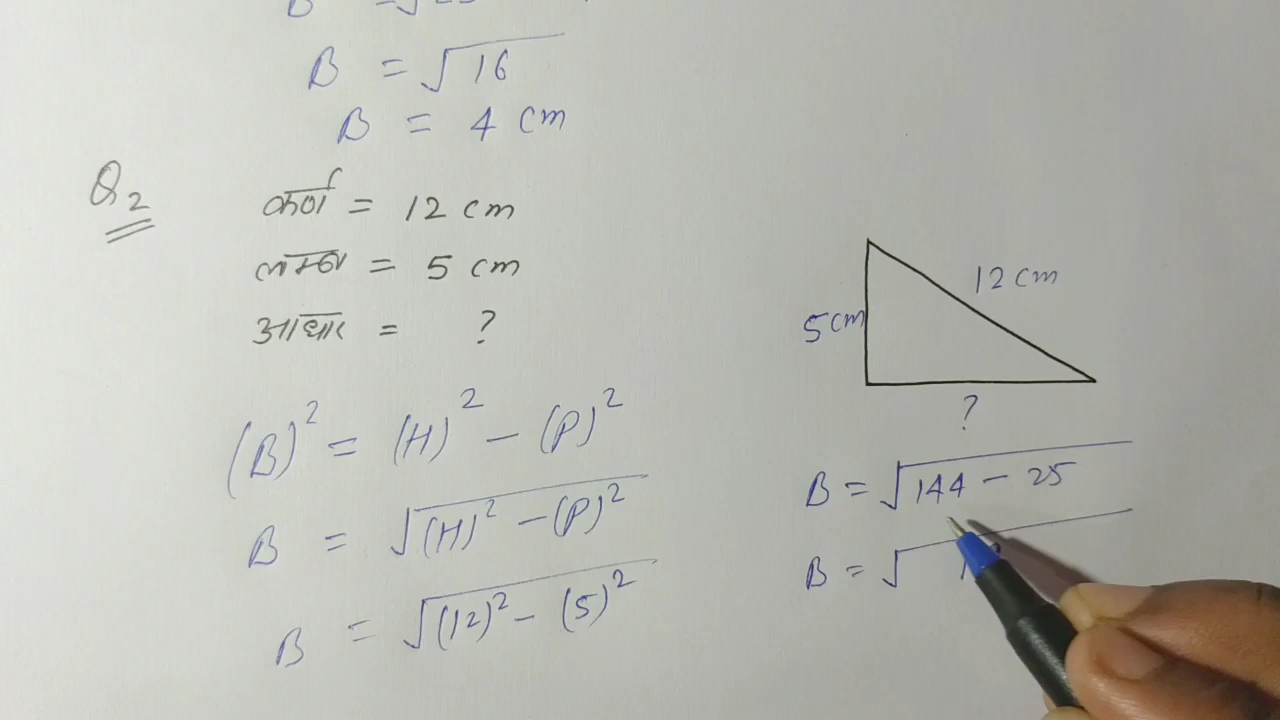 B = √16
B = 4 cm
Q2
कर्ण = 12 cm
लम्ब = 5 cm
आधार = ?
(B)² = (H)² - (P)²
B = √(H)² - (P)²
B = √(12)² - (5)²
5cm
12 cm
?
B = √144 - 25
B = √